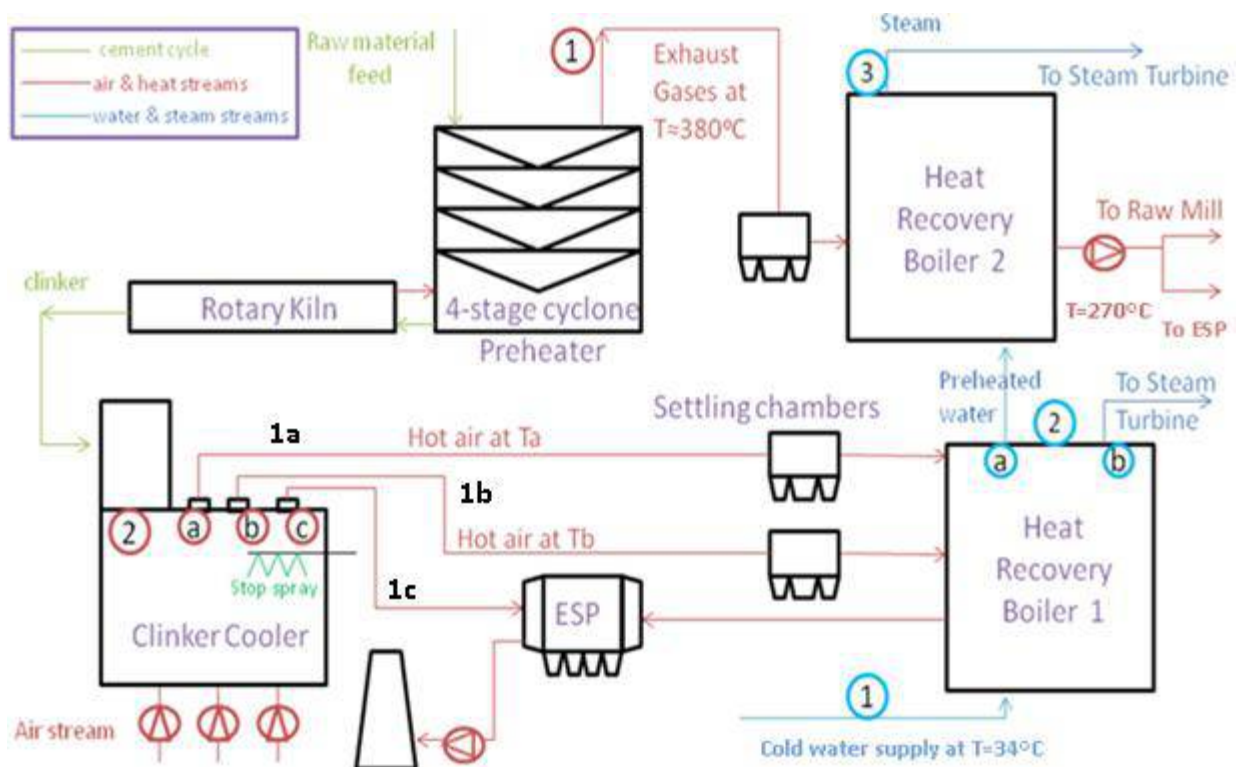 cement cycle
air & heat streams
water & steam streams
Raw material
feed
1
Exhaust
Gases at
T≈380°C
3
Steam
To Steam Turbine
Heat
Recovery
Boiler 2
To Raw Mill
T=270°C
To ESP
clinker
Rotary Kiln
4-stage cyclone
Preheater
Preheated
water
To Steam
Turbine
2
a
b
Settling chambers
1a
Hot air at Ta
1b
Hot air at Tb
2
a
b
c
Stop spray
1c
ESP
Clinker Cooler
Heat
Recovery
Boiler 1
Air stream
1
Cold water supply at T=34°C